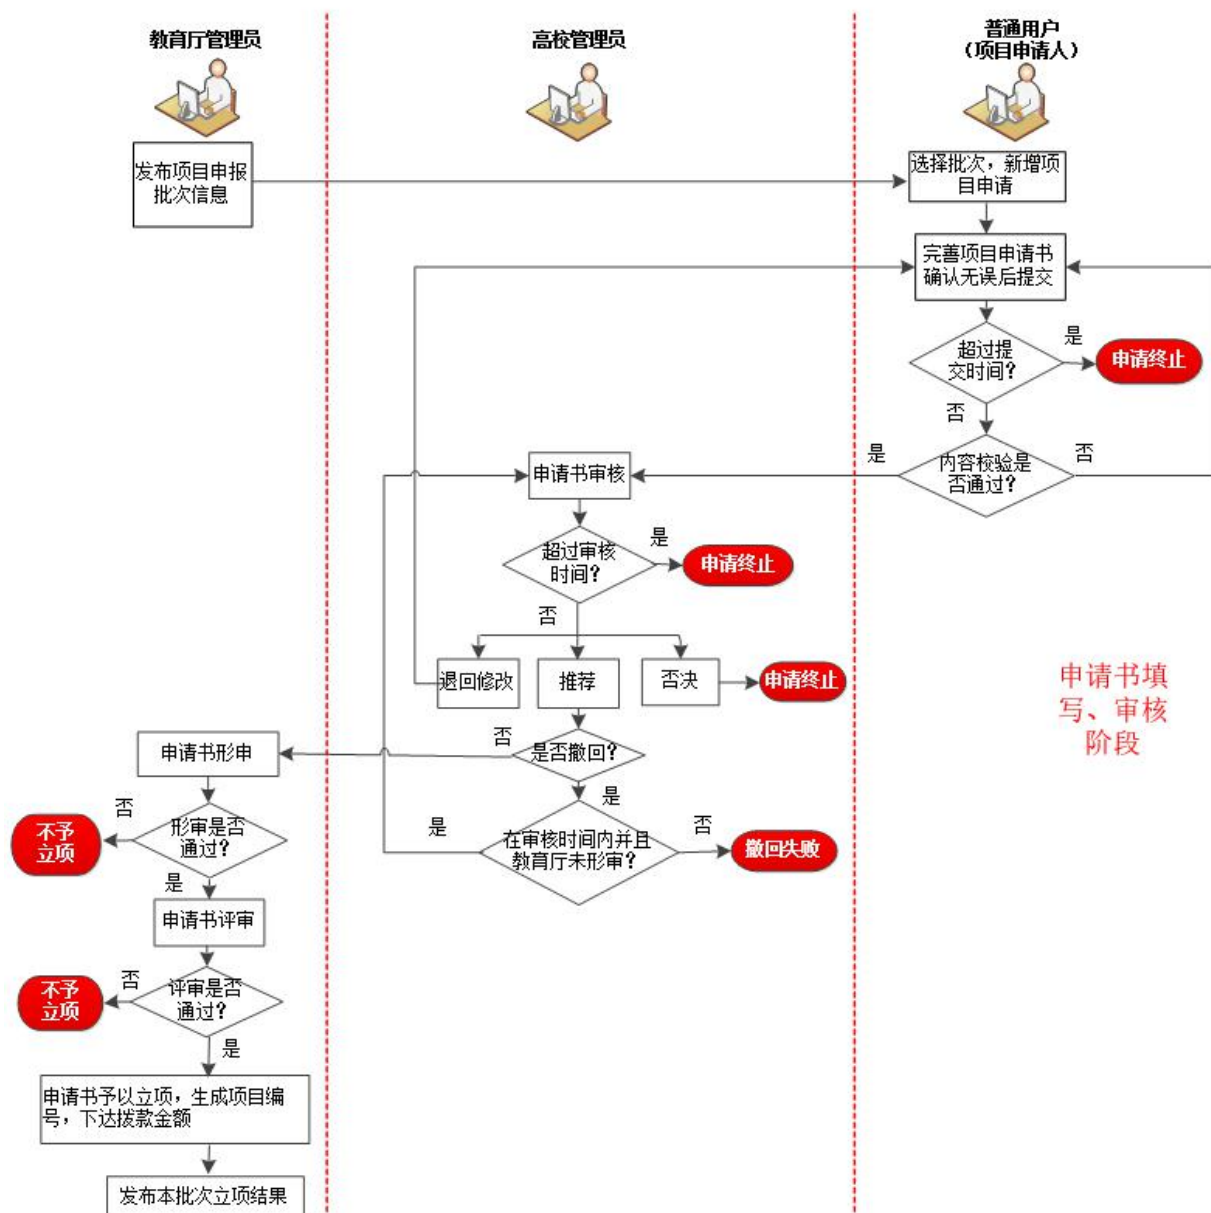 教育厅管理员
高校管理员
普通用户
（项目申请人）
发布项目申报
批次信息
选择批次，新增项
目申请
完善项目申请书
确认无误后提交
超过提
交时间？
是
申请终止
否
内容校验是
否通过？
是
否
申请书审核
超过审核
时间？
是
申请终止
否
退回修改
推荐
否决
申请终止
申请书填
写、审核
阶段
是否撤回？
否
是
申请书形审
在审核时间内并且
教育厅未形审？
是
否
撤回失败
形审是否
通过？
否
不予
立项
是
申请书评审
评审是否
通过？
否
不予
立项
是
申请书予以立项，生成项目编
号，下达拨款金额
发布本批次立项结果